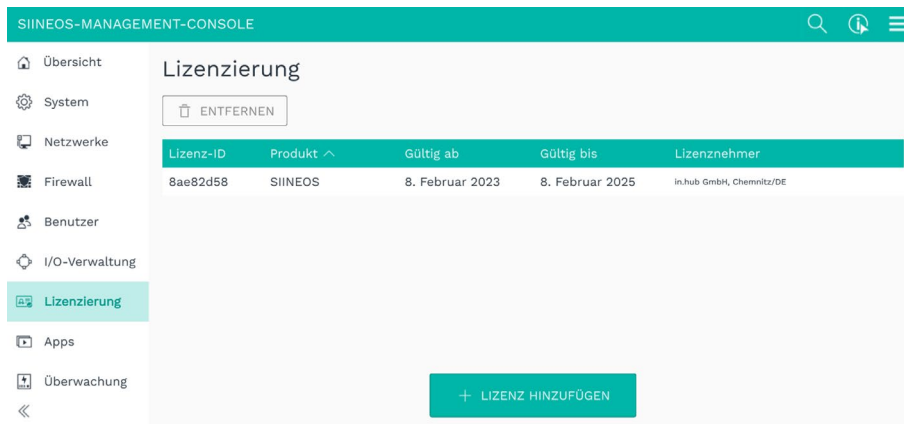 SIINEOS-MANAGEMENT-CONSOLE
Übersicht
System
Netzwerke
Firewall
Benutzer
I/O-Verwaltung
Lizenzierung
Apps
Überwachung
Lizenzierung
ENTFERNEN
Lizenz-ID Produkt Gültig ab Gültig bis Lizenznehmer
8ae82d58 SIINEOS 8. Februar 2023 8. Februar 2025 in.hub GmbH, Chemnitz/DE
+ LIZENZ HINZUFÜGEN